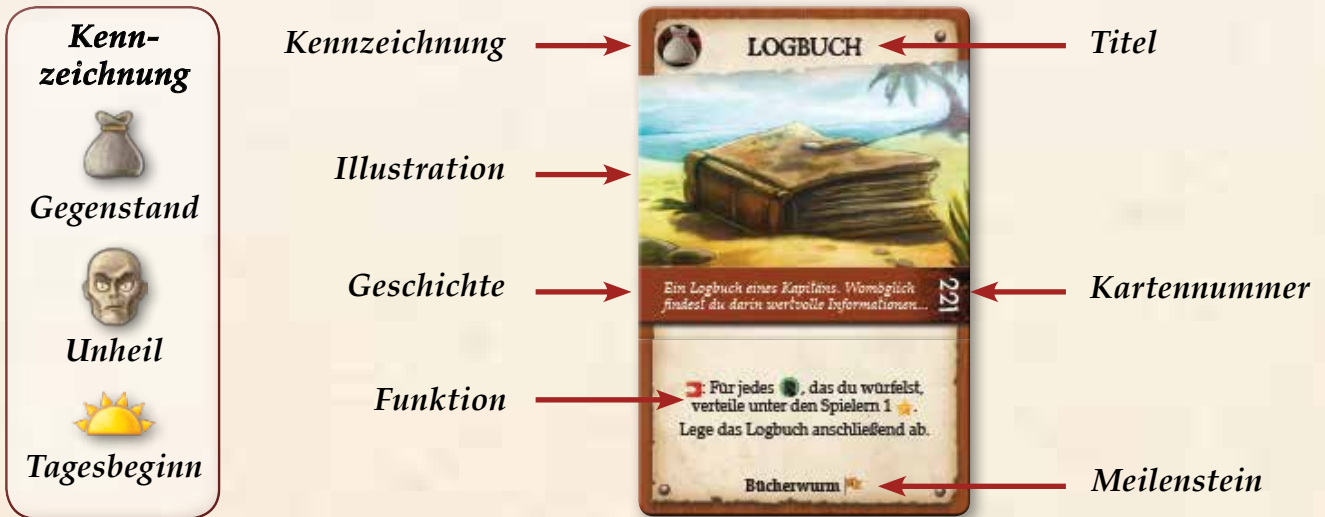 Kenn-
zeichnung
Gegenstand
Unheil
Tagesbeginn
Kennzeichnung
Illustration
Geschichte
Funktion
LOGBUCH
Ein Logbuch eines Kapitäns. Womöglich
findest du darin wertvolle Informationen...
221
: Für jedes , das du würfelst,
verteile unter den Spielern 1 .
Lege das Logbuch anschließend ab.
Bücherwurm
Titel
Kartennummer
Meilenstein